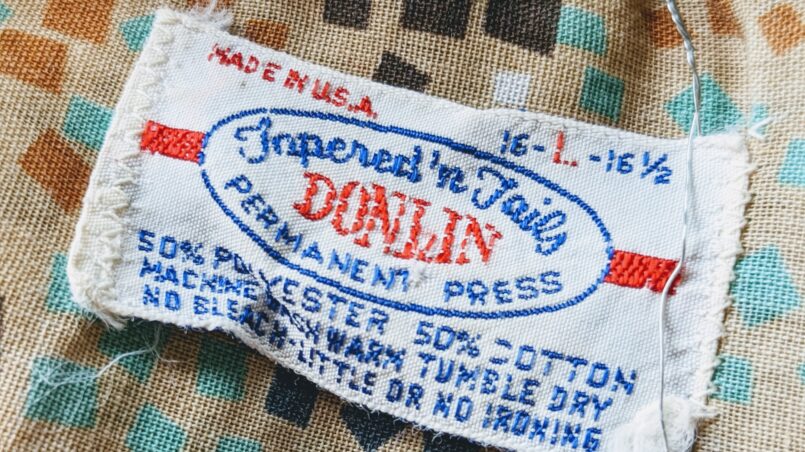 MADE IN U.S.A.
16-L-16½
Tapered 'n Tails
DONLIN
PERMANENT PRESS
50% POLYESTER 50% COTTON
MACHINE WASH WARM TUMBLE DRY
NO BLEACH-LITTLE OR NO IRONING